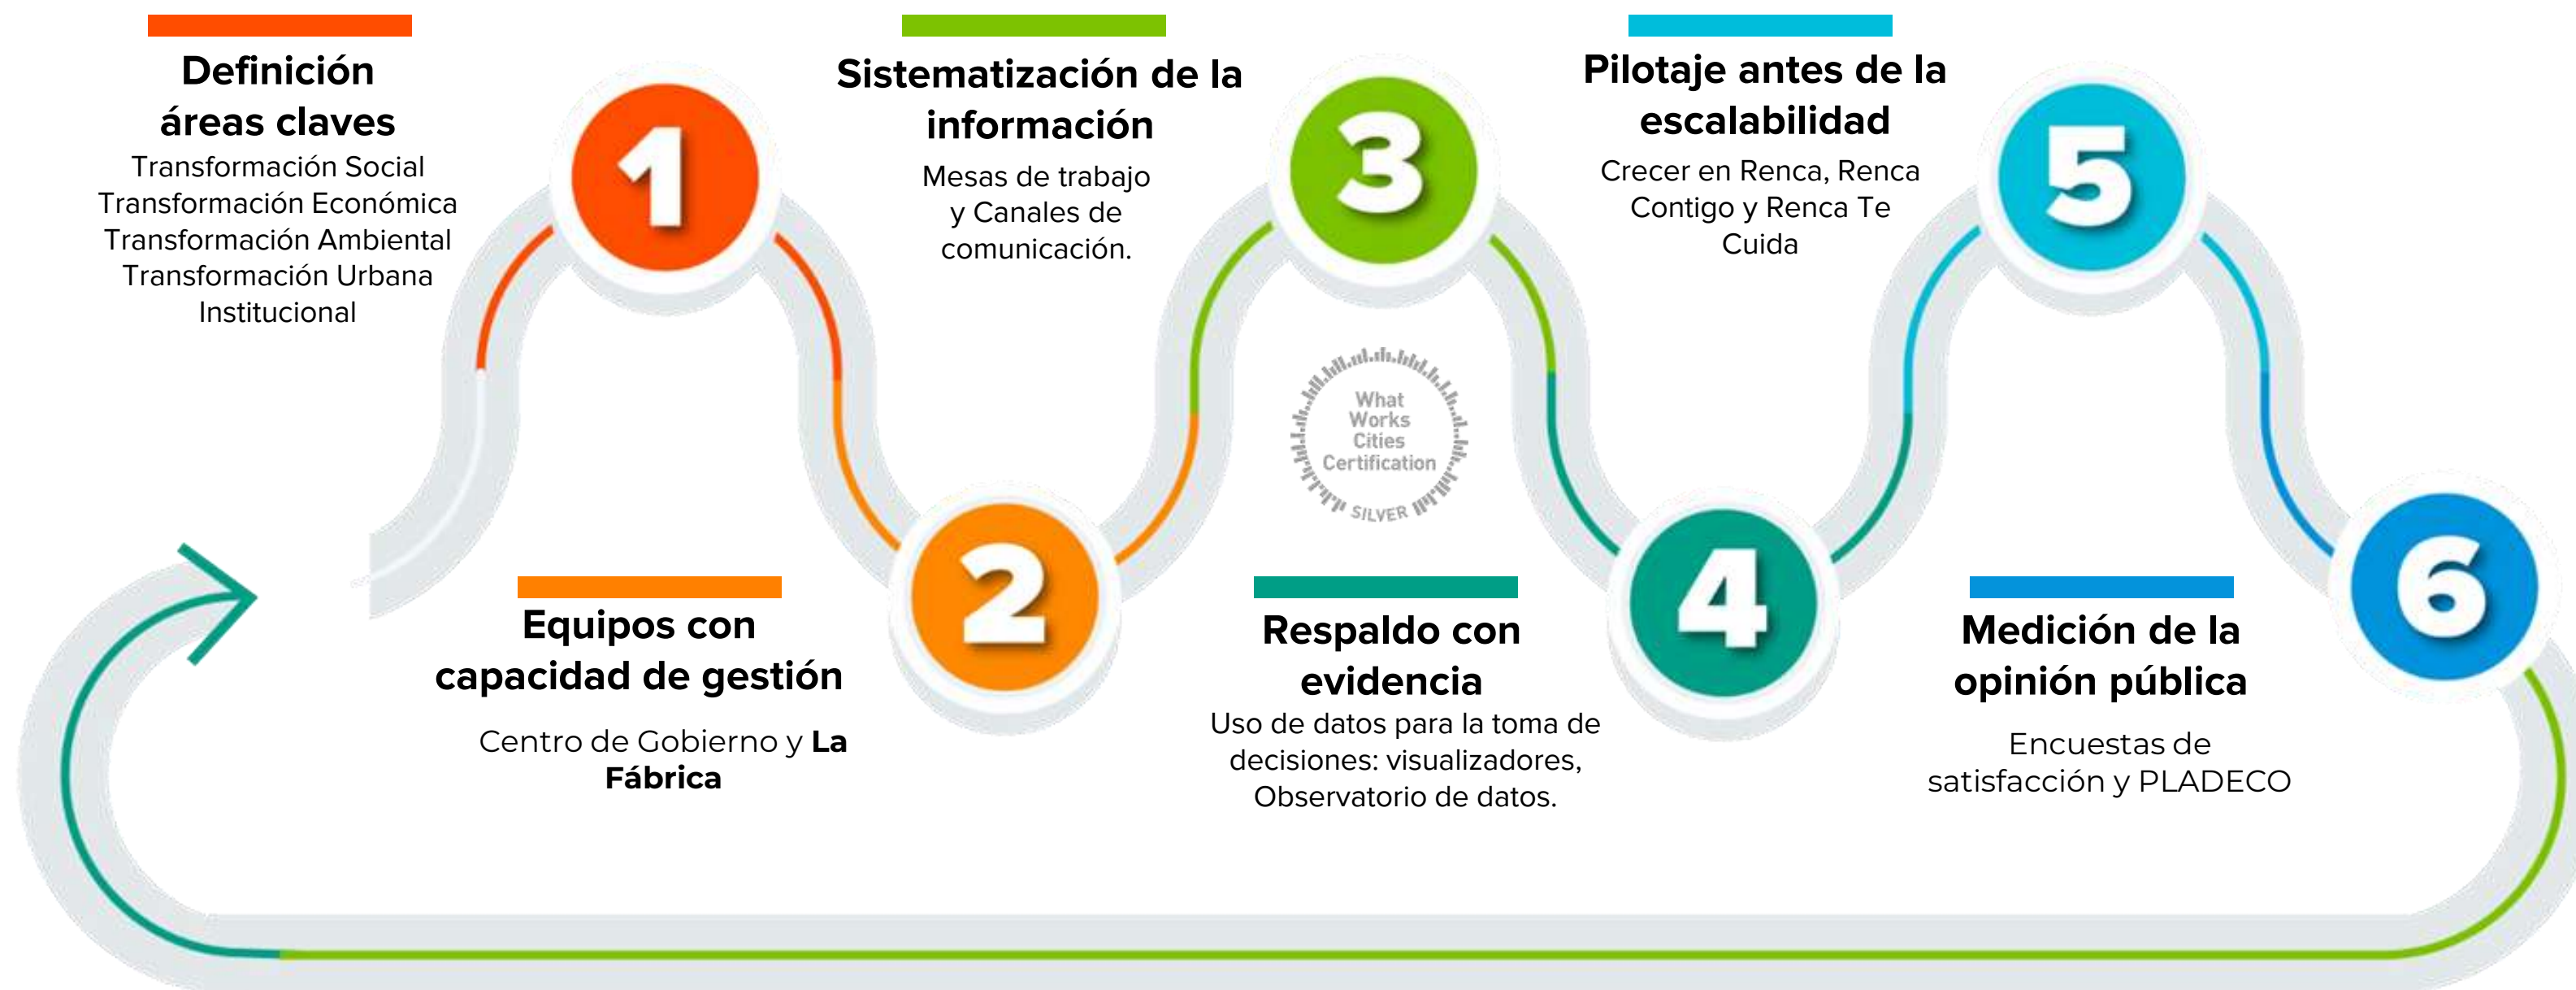 Definición
áreas claves
Transformación Social
Transformación Económica
Transformación Ambiental
Transformación Urbana
Institucional
1
Equipos con
capacidad de gestión
Centro de Gobierno y La
Fábrica
2
Sistematización de la
información
Mesas de trabajo
y Canales de
comunicación.
3
What
Works
Cities
Certification
SILVER
Respaldo con
evidencia
Uso de datos para la toma de
decisiones: visualizadores,
Observatorio de datos.
4
Pilotaje antes de la
escalabilidad
Crecer en Renca, Renca
Contigo y Renca Te
Cuida
5
Medición de la
opinión pública
Encuestas de
satisfacción y PLADECO
6